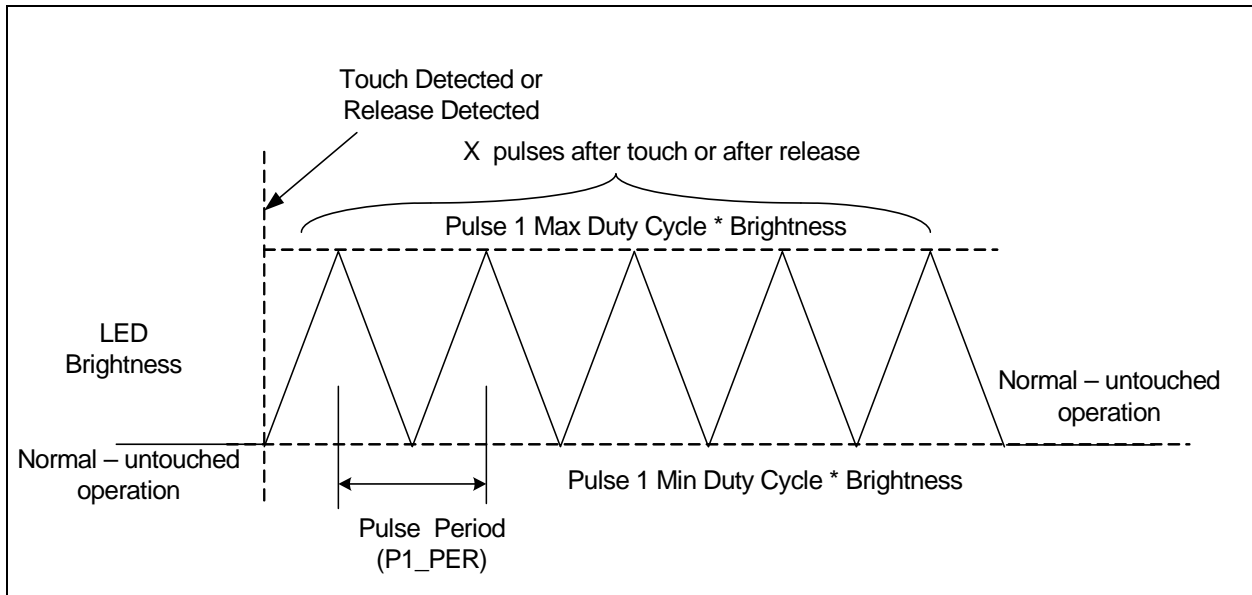 Touch Detected or
Release Detected
X pulses after touch or after release
Pulse 1 Max Duty Cycle * Brightness
LED
Brightness
Normal – untouched
operation
Normal – untouched
operation
Pulse 1 Min Duty Cycle * Brightness
Pulse Period
(P1_PER)